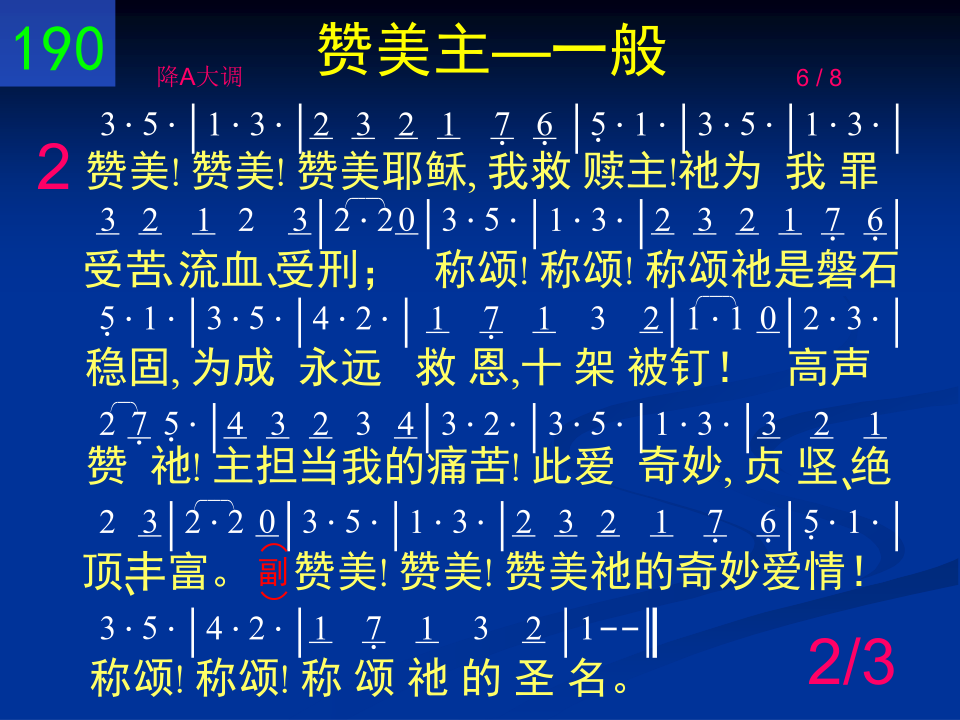 190
赞美主—一般
降A大调
6 / 8
3 · 5 · | 1 · 3 · | 2 3 2 1 7 6 | 5 · 1 · | 3 · 5 · | 1 · 3 · |
2
赞美! 赞美! 赞美耶稣, 我救 赎主!祂为 我 罪
3 2 1 2 3 | 2 · 2 0 | 3 · 5 · | 1 · 3 · | 2 3 2 1 7 6 |
受苦、流血、受刑； 称颂! 称颂! 称颂祂是磐石
5 · 1 · | 3 · 5 · | 4 · 2 · | 1 7 1 3 2 | 1 · 1 0 | 2 · 3 ·
稳固, 为成 永远 救 恩,十 架 被钉！ 高声
2 7 5 · | 4 3 2 3 4 | 3 · 2 · | 3 · 5 · | 1 · 3 · | 3 2 1
赞 祂! 主担当我的痛苦! 此爱 奇妙, 贞 坚、绝
2 3 | 2 · 2 0 | 3 · 5 · | 1 · 3 · | 2 3 2 1 7 6 | 5 · 1 · |
顶、丰富。（副）赞美! 赞美! 赞美祂的奇妙爱情！
3 · 5 · | 4 · 2 · | 1 7 1 3 2 | 1 - - ‖
称颂! 称颂! 称 颂 祂 的 圣 名。
2/3